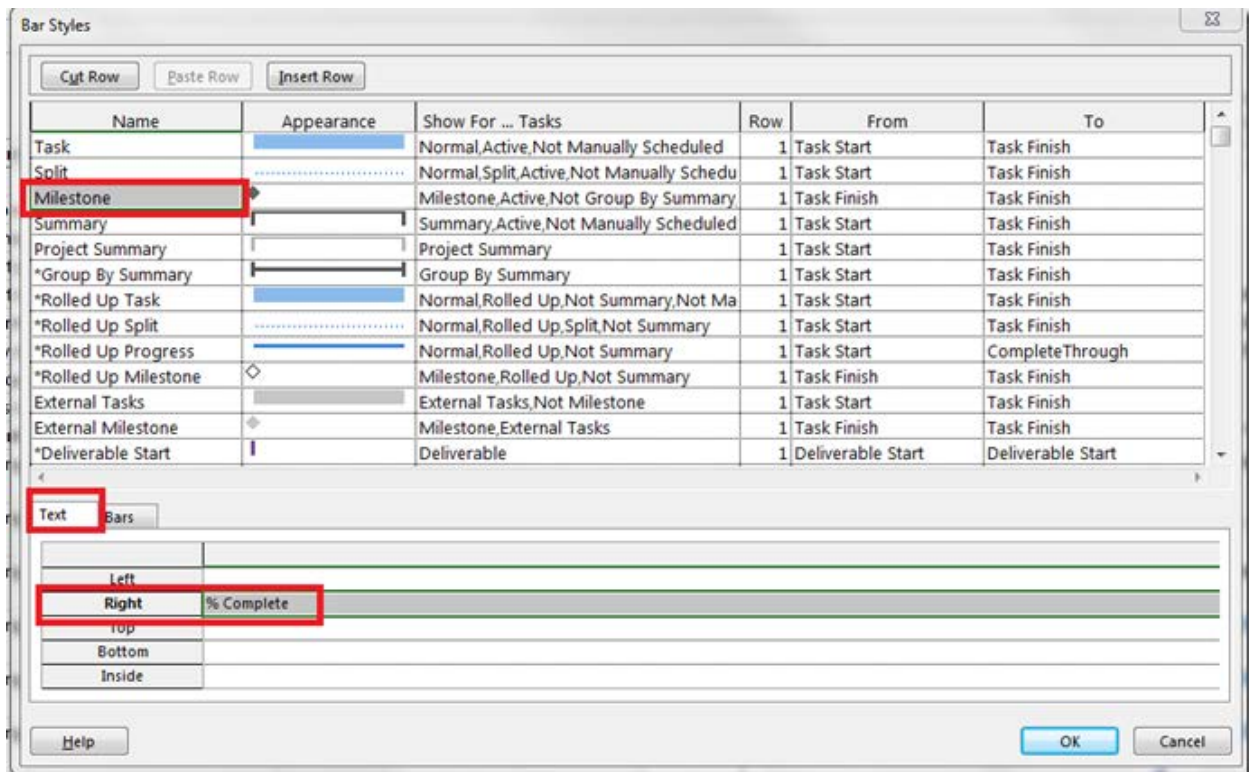 Bar Styles
Cut Row Paste Row Insert Row
Name Appearance Show For ... Tasks Row From To
Task Normal,Active,Not Manually Scheduled 1 Task Start Task Finish
Split Normal,Split,Active,Not Manually Schedu 1 Task Start Task Finish
Milestone Milestone,Active,Not Group By Summary 1 Task Finish Task Finish
Summary Summary,Active,Not Manually Scheduled 1 Task Start Task Finish
Project Summary Project Summary 1 Task Start Task Finish
*Group By Summary Group By Summary 1 Task Start Task Finish
*Rolled Up Task Normal,Rolled Up,Not Summary,Not Ma 1 Task Start Task Finish
*Rolled Up Split Normal,Rolled Up,Split,Not Summary 1 Task Start Task Finish
*Rolled Up Progress Normal,Rolled Up,Not Summary 1 Task Start CompleteThrough
*Rolled Up Milestone Milestone,Rolled Up,Not Summary 1 Task Finish Task Finish
External Tasks External Tasks,Not Milestone 1 Task Start Task Finish
External Milestone Milestone,External Tasks 1 Task Finish Task Finish
*Deliverable Start Deliverable 1 Deliverable Start Deliverable Start
Text Bars
Left
Right % Complete
Top
Bottom
Inside
Help OK Cancel